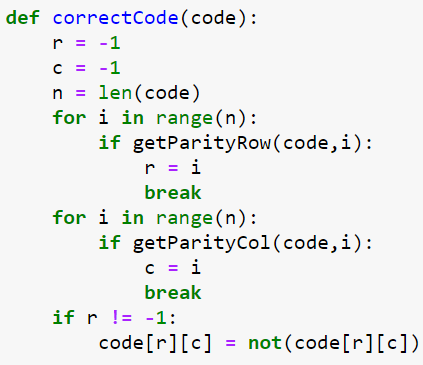 def correctCode(code):
    r = -1
    c = -1
    n = len(code)
    for i in range(n):
        if getParityRow(code,i):
            r = i
            break
    for i in range(n):
        if getParityCol(code,i):
            c = i
            break
    if r != -1:
        code[r][c] = not(code[r][c])